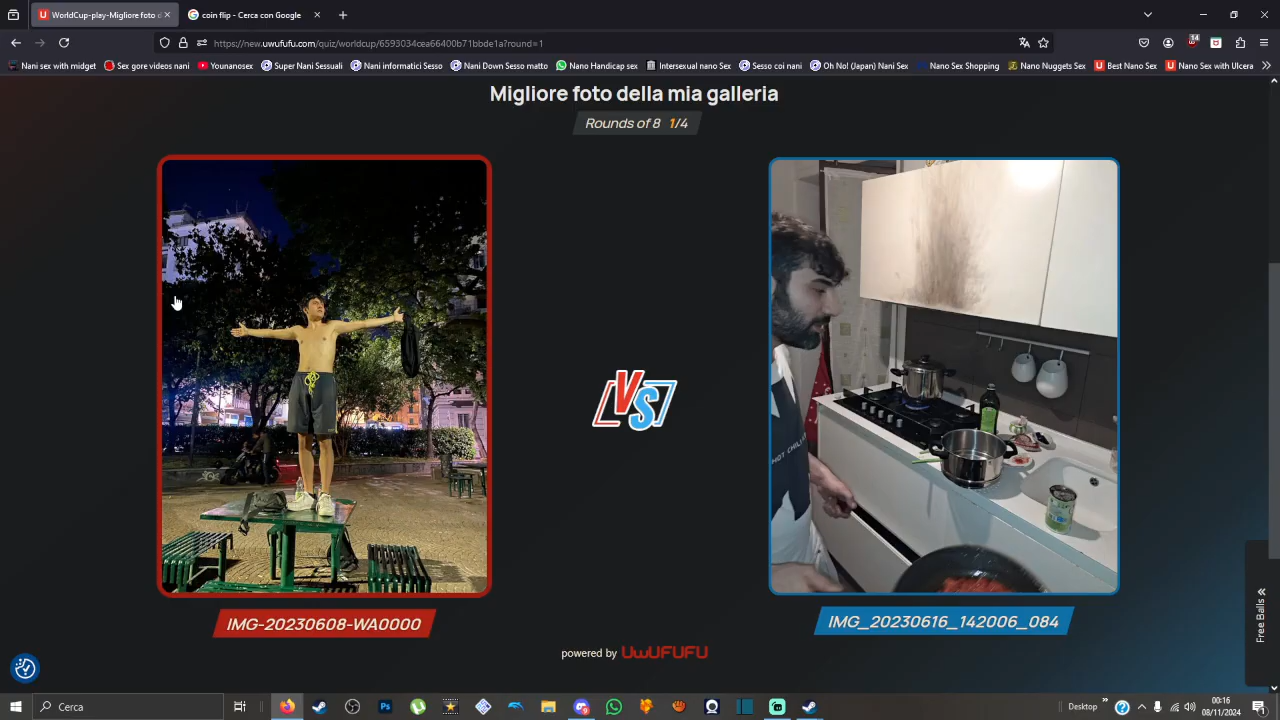 WorldCup-play-Migliore foto d
coin flip - Cerca con Google
https://new.uwufufu.com/quiz/worldcup/6593034cea66400b71bbde1a?round=1
14
Nani sex with midget
Sex gore videos nani
Younanosex
Super Nani Sessuali
Nani informatici Sesso
Nani Down Sesso matto
Nano Handicap sex
Intersexual nano Sex
Sesso coi nani
Oh No! (Japan) Nani Sex
Nano Sex Shopping
Nano Nuggets Sex
Best Nano Sex
Nano Sex with Ulcera
Migliore foto della mia galleria
Rounds of 8 1/4
HOT CHILI
VS
IMG-20230608-WA0000
IMG_20230616_142006_084
powered by UwUFUFU
Free Balls
Cerca
Ps
Desktop
00:16
08/11/2024